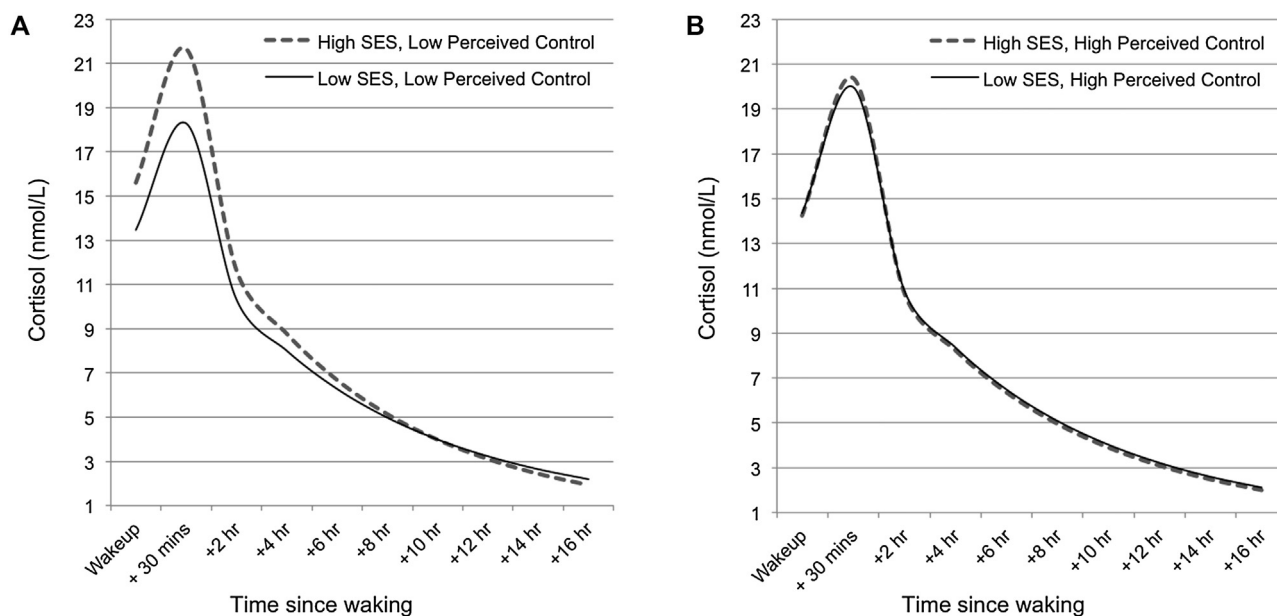 A
High SES, Low Perceived Control
Low SES, Low Perceived Control
23
21
19
17
15
13
11
9
7
5
3
1
Cortisol (nmol/L)
Wakeup
+ 30 mins
+2 hr
+4 hr
+6 hr
+8 hr
+10 hr
+12 hr
+14 hr
+16 hr
Time since waking
B
High SES, High Perceived Control
Low SES, High Perceived Control
23
21
19
17
15
13
11
9
7
5
3
1
Cortisol (nmol/L)
Wakeup
+ 30 mins
+2 hr
+4 hr
+6 hr
+8 hr
+10 hr
+12 hr
+14 hr
+16 hr
Time since waking